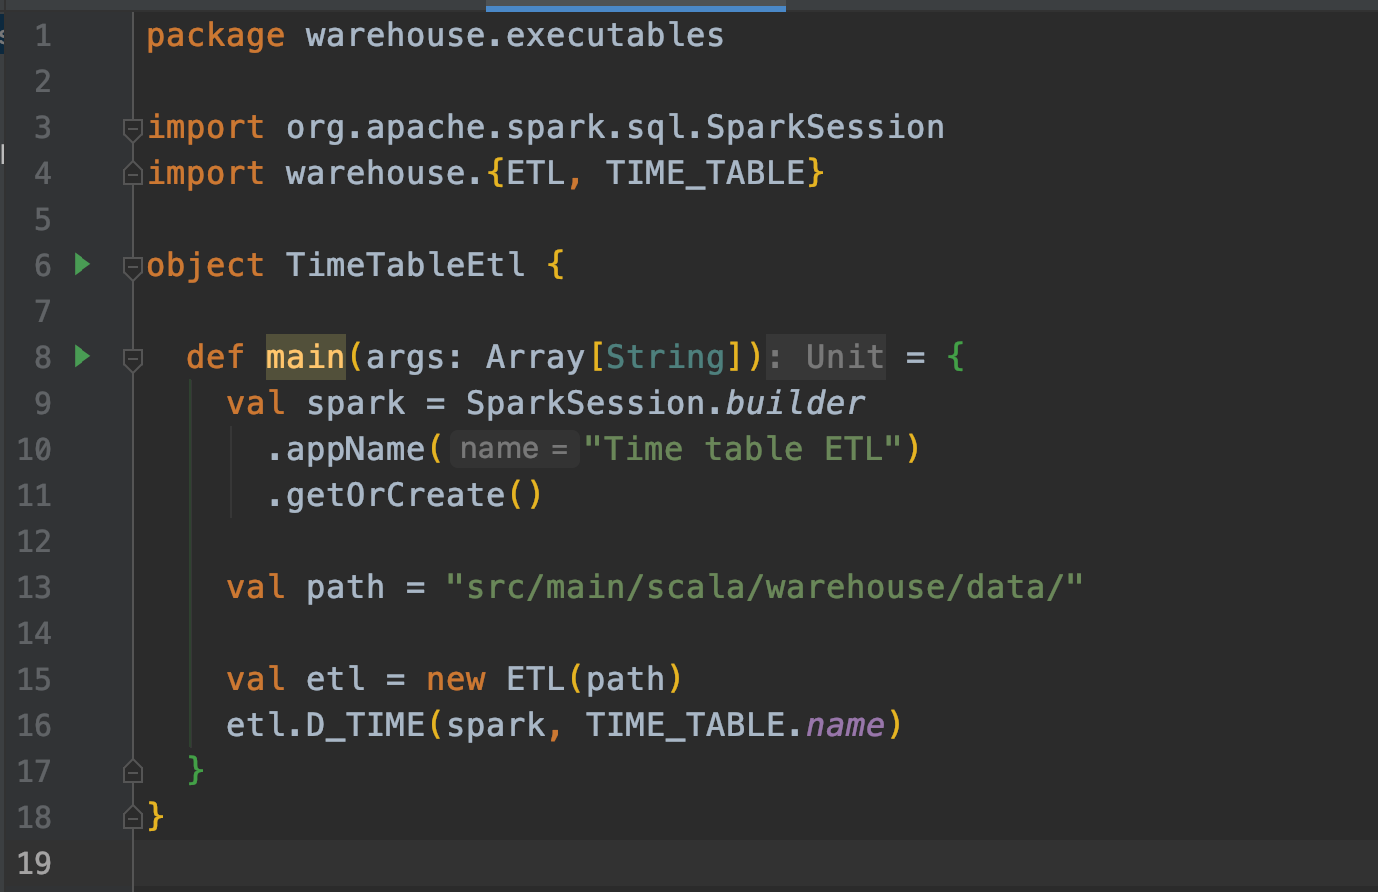 1 package warehouse.executables
2
3 import org.apache.spark.sql.SparkSession
4 import warehouse.{ETL, TIME_TABLE}
5
6 object TimeTableEtl {
7
8   def main(args: Array[String]): Unit = {
9     val spark = SparkSession.builder
10       .appName( name = "Time table ETL")
11       .getOrCreate()
12
13     val path = "src/main/scala/warehouse/data/"
14
15     val etl = new ETL(path)
16     etl.D_TIME(spark, TIME_TABLE.name)
17   }
18 }
19